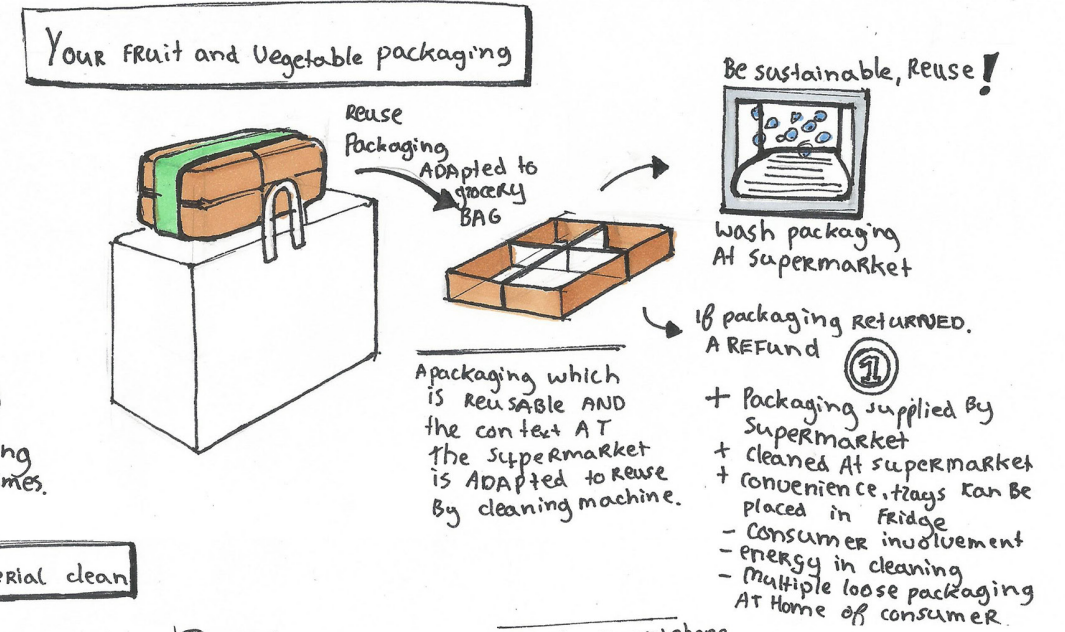 Your fruit and vegetable packaging
Reuse
Packaging
Adapted to
grocery
Bag
Be sustainable, Reuse!
wash packaging
At supermarket
If packaging returned.
A refund
1
A packaging which
is reusable and
the context at
the supermarket
is adapted to reuse
By cleaning machine.
+ Packaging supplied by
supermarket
+ cleaned at supermarket
+ convenience, trays can be
placed in fridge
- consumer involvement
- energy in cleaning
- multiple loose packaging
At home of consumer
ng
mes.
erial clean